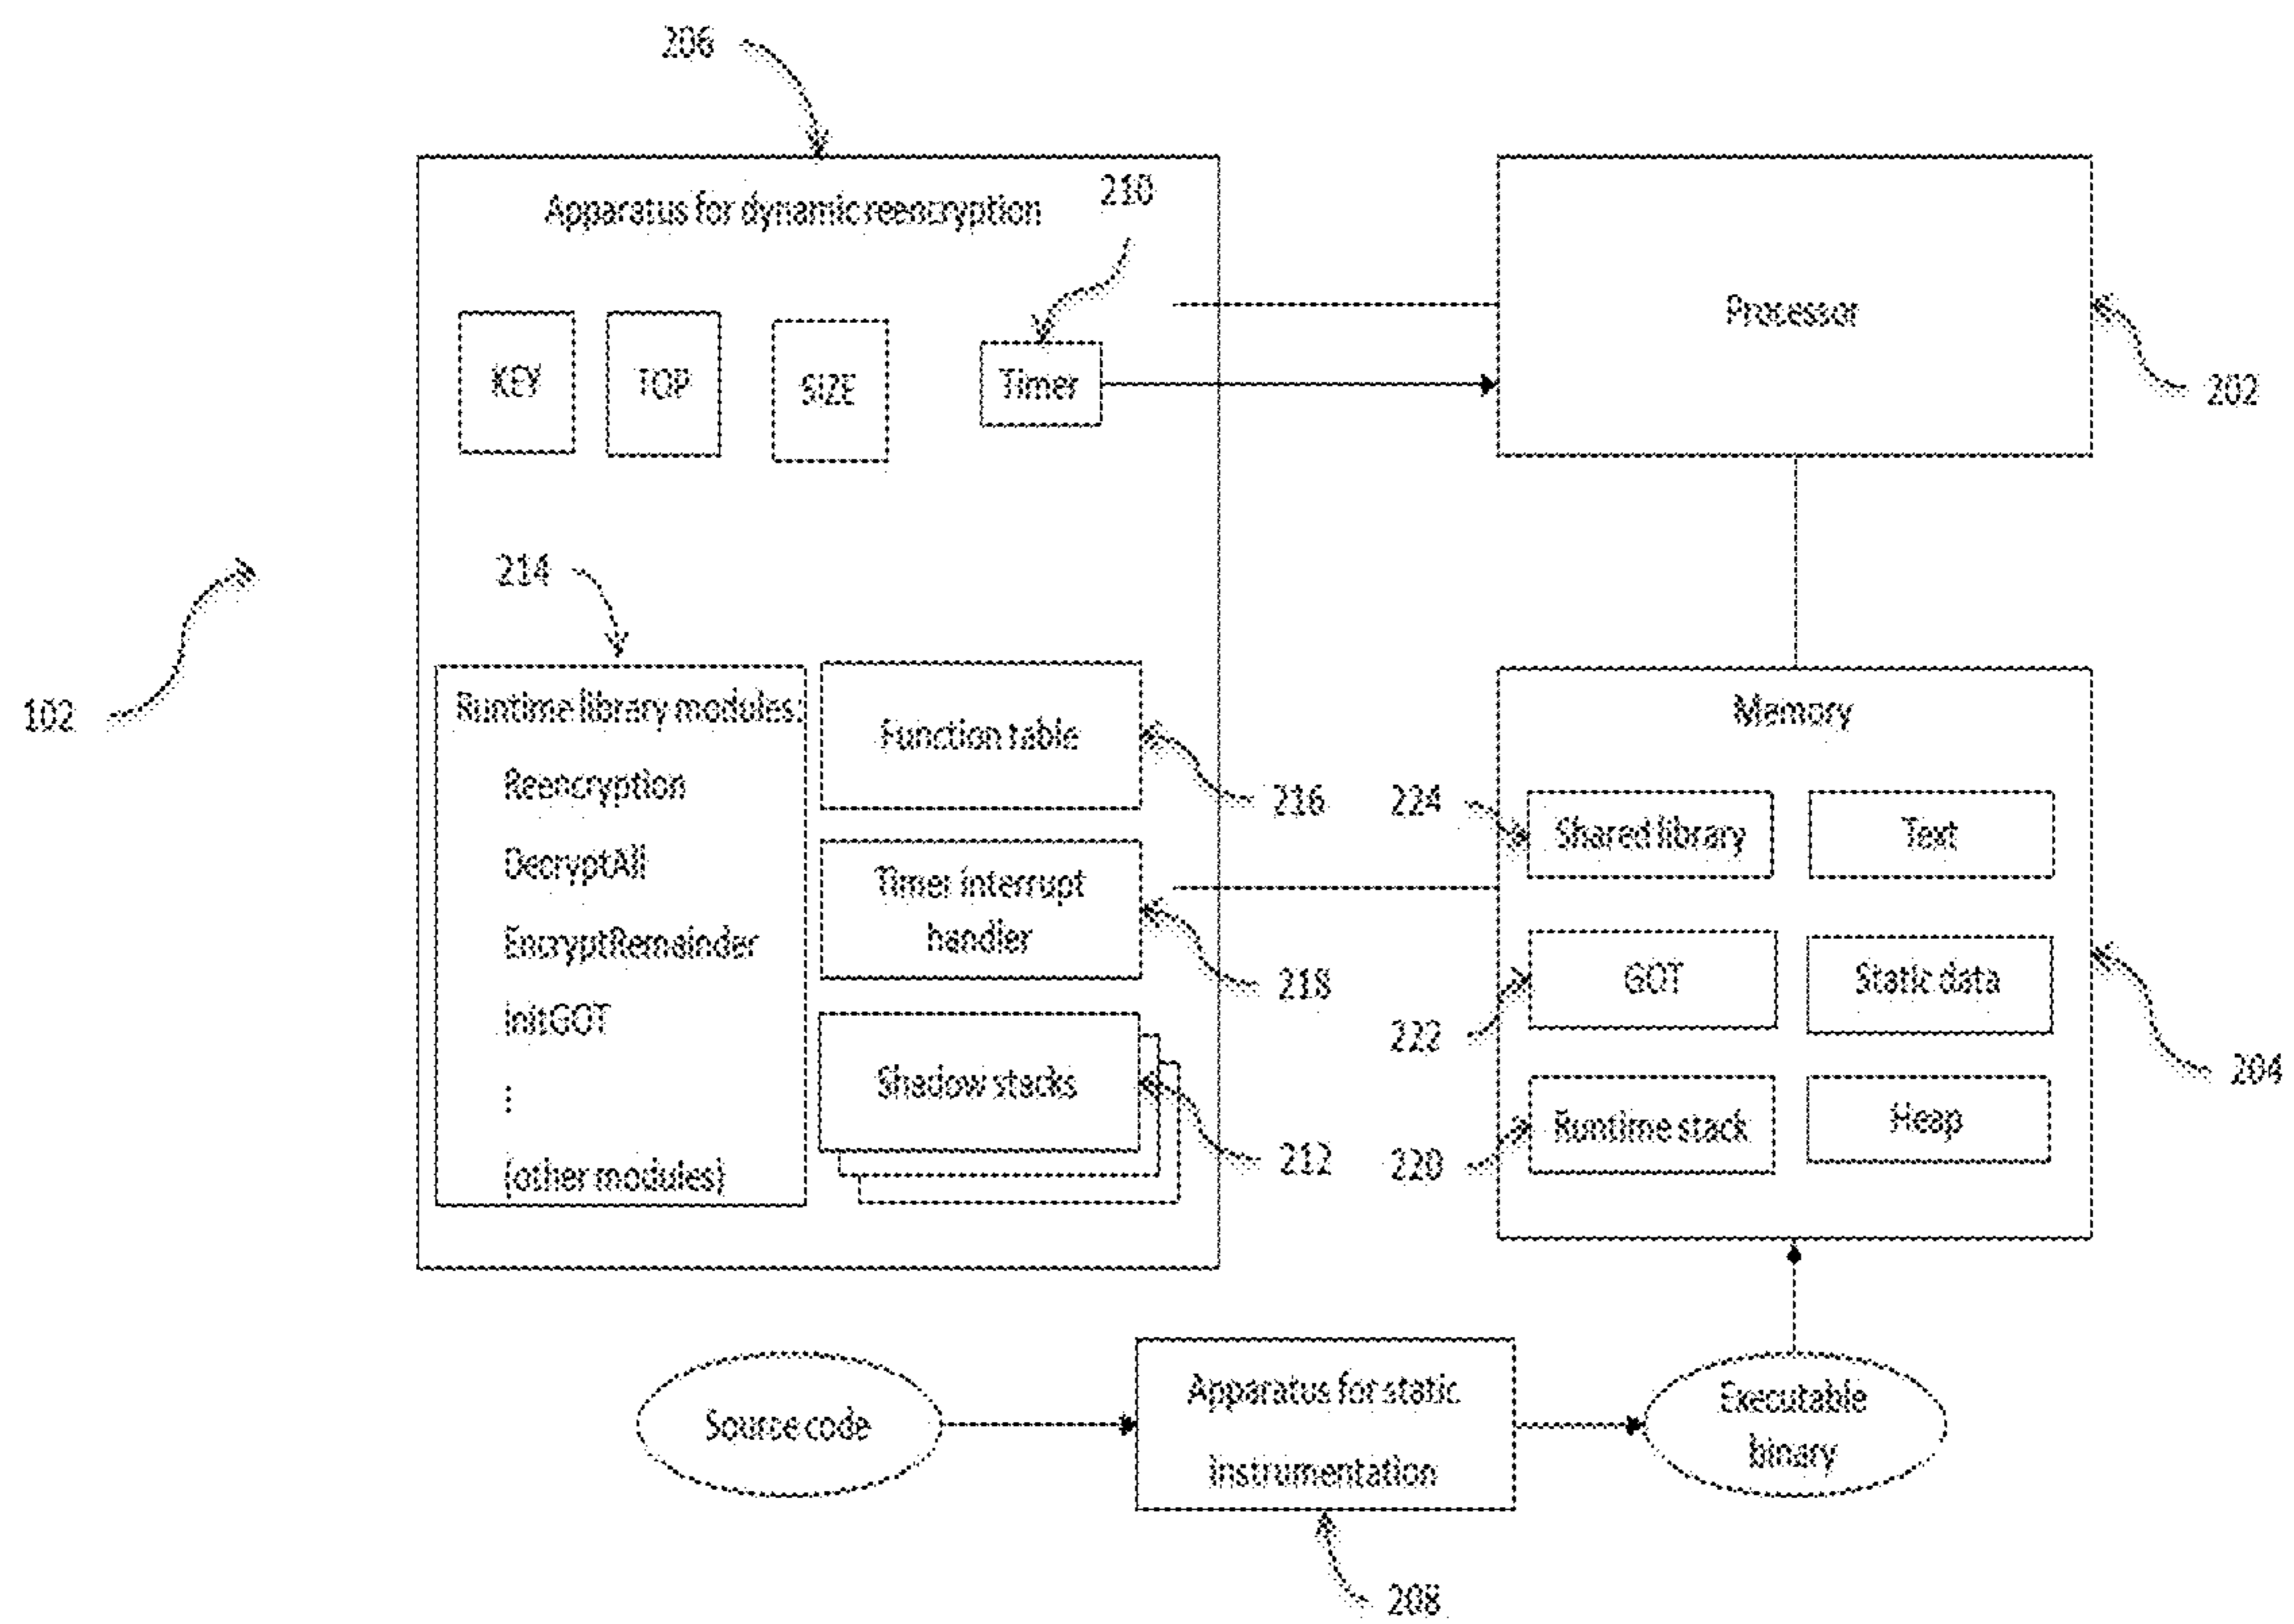 206
Apparatus for dynamic reencryption
210
KEY
TOP
SIZE
Timer
Processor
202
214
102
Runtime library modules:
Reencryption
DecryptAll
EncryptRemainder
InitGOT
⋮
(other modules)
Function table
216
Timer interrupt
handler
218
Shadow stacks
212
Memory
224
Shared library
Text
222
GOT
Static data
220
Runtime stack
Heap
204
Source code
Apparatus for static
instrumentation
Executable
binary
208